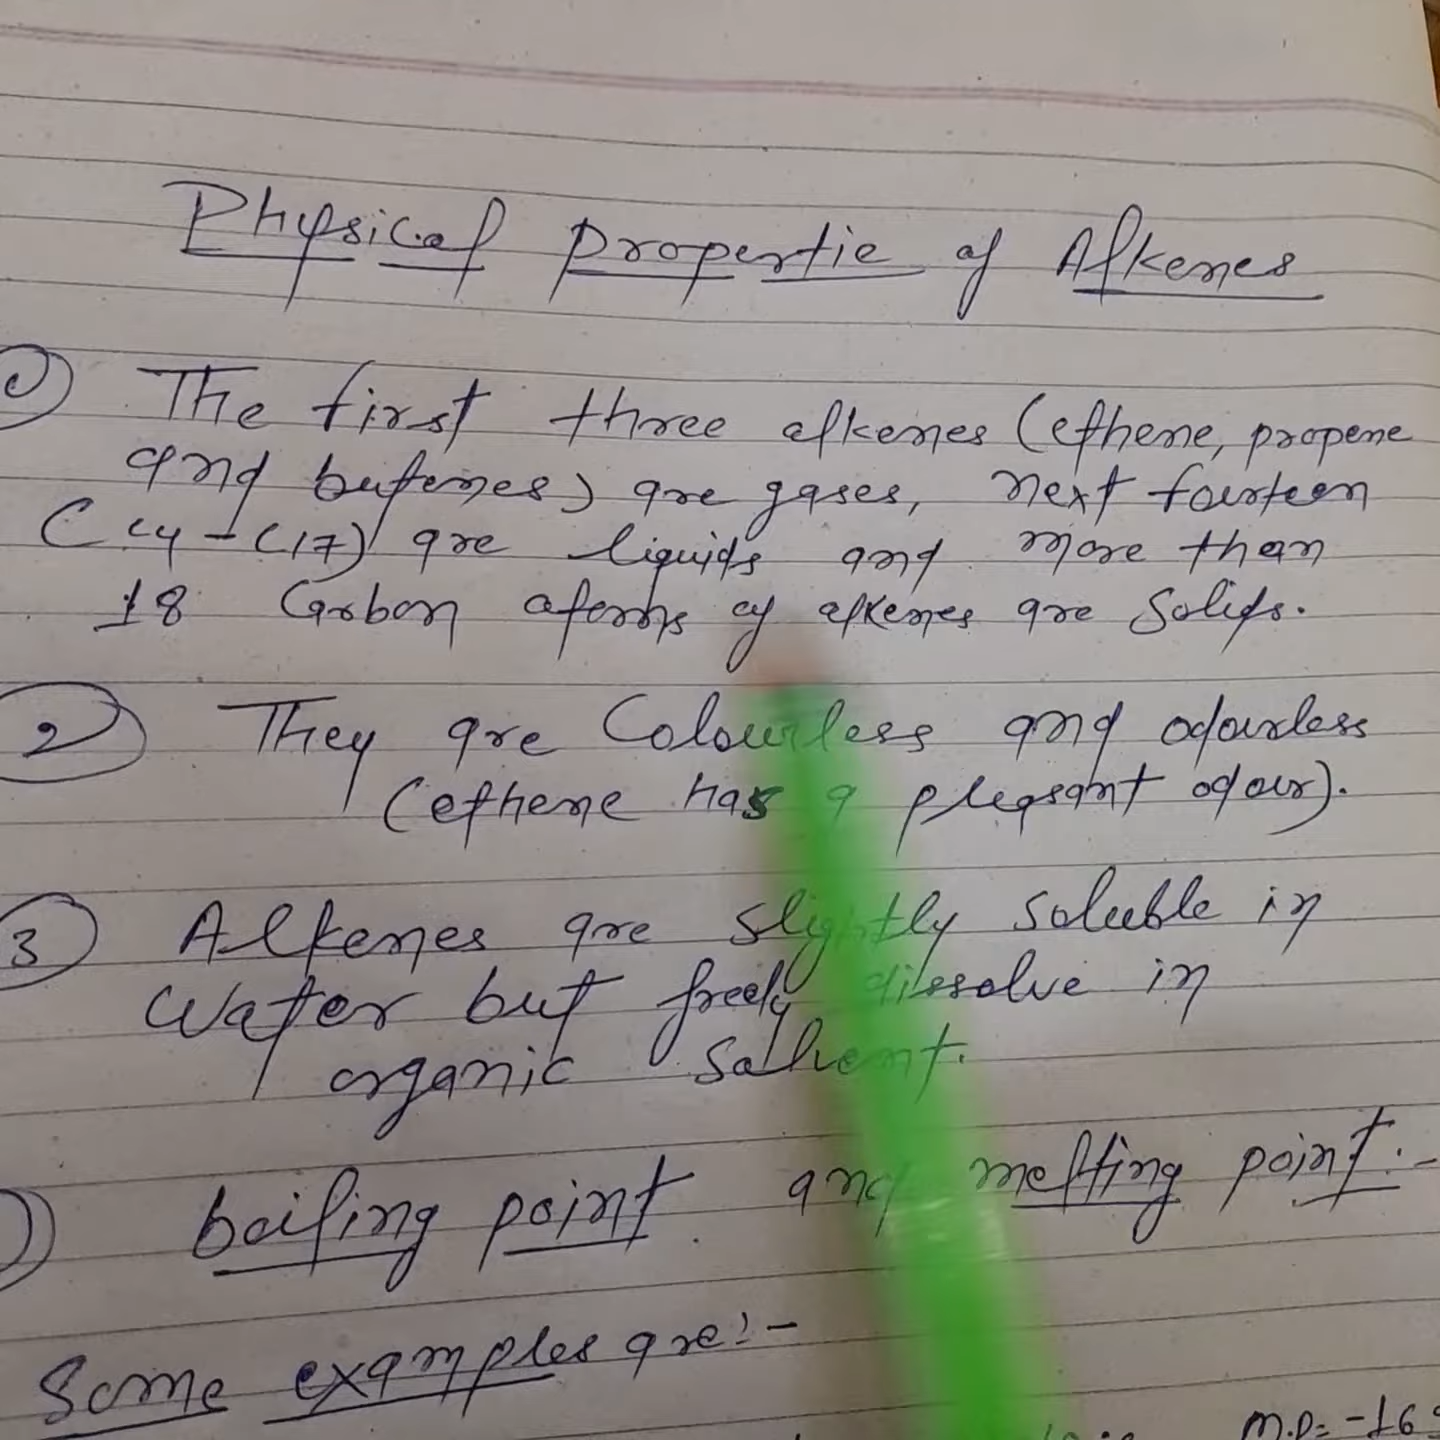 Physical Propertie of Alkenes
① The first three alkenes (ethene, propene
and butenes) are gases, next fourteen
(C4-C17) are liquids and more than
18 Carbon atoms of alkenes are Solids.
② They are Colourless and odourless
(ethene has a pleasant odour).
③ Alkenes are slightly soluble in
Water but freely dissolve in
organic Solvent.
boiling point and melting point:-
Some examples are:-
M.P= -169